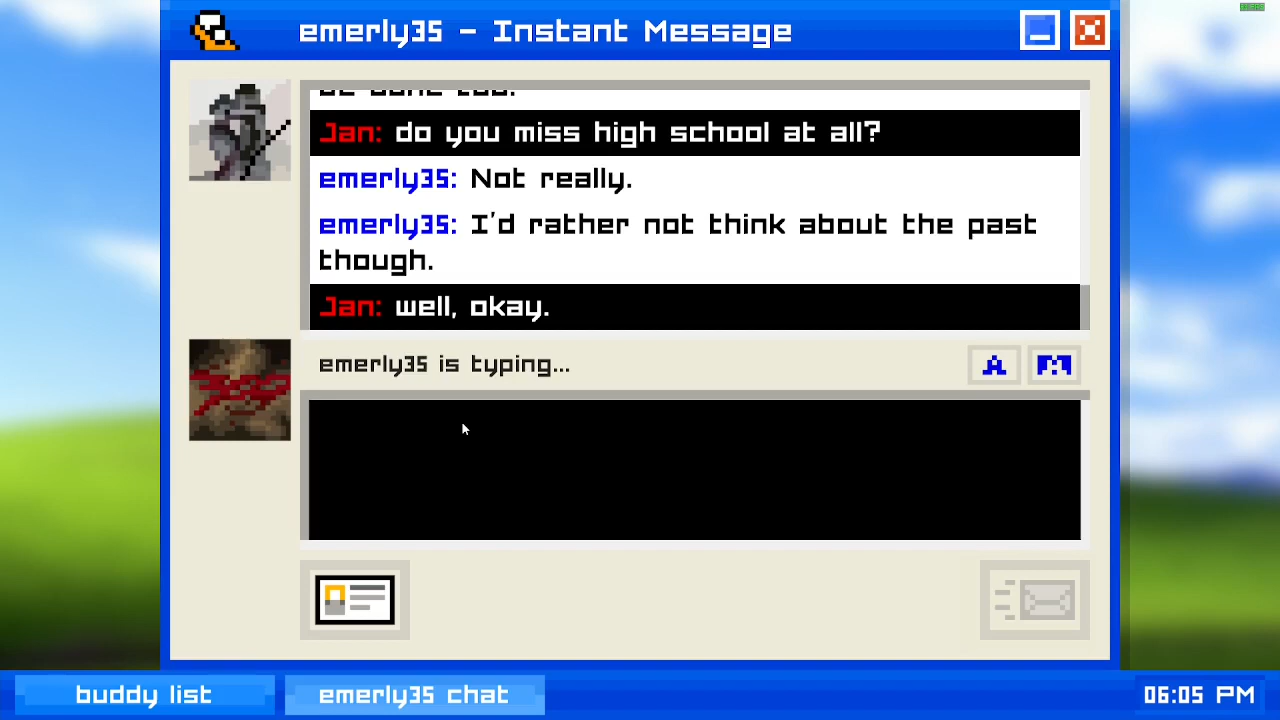 emerly35 - Instant Message
Jan: do you miss high school at all?
emerly35: Not really.
emerly35: I'd rather not think about the past
though.
Jan: well, okay.
emerly35 is typing...
A
buddy list
emerly35 chat
06:05 PM